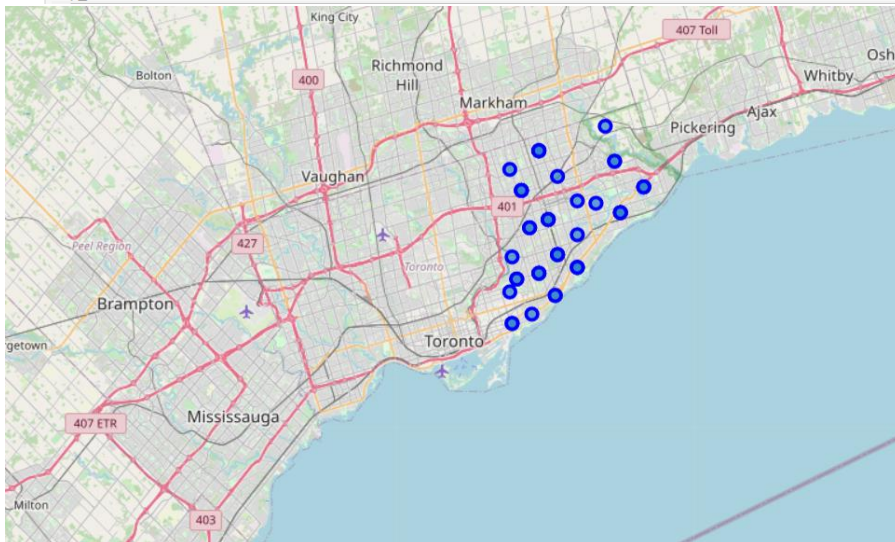 King City
407 Toll
Osh
Richmond
Hill
Whitby
Bolton
400
Markham
Ajax
Pickering
Vaughan
401
427
Peel Region
Toronto
Brampton
rgetown
Toronto
Mississauga
407 ETR
Milton
403